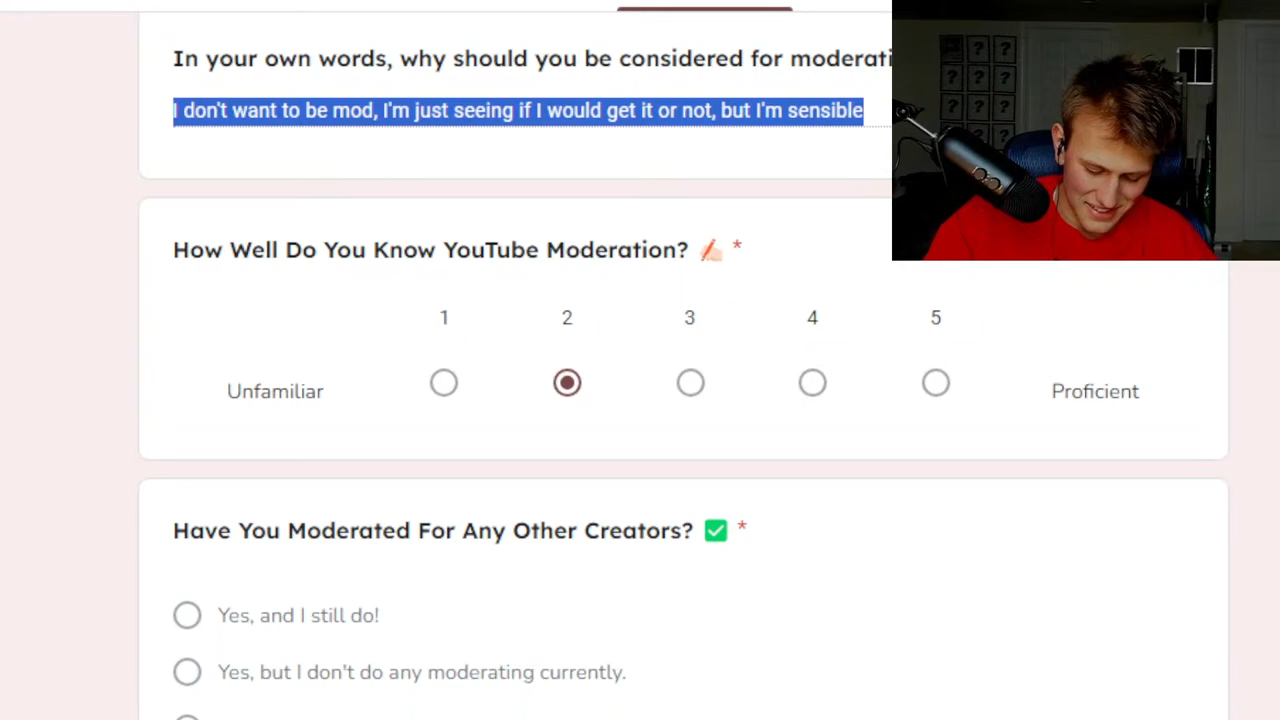 In your own words, why should you be considered for moderati
I don't want to be mod, I'm just seeing if I would get it or not, but I'm sensible
How Well Do You Know YouTube Moderation? ✍🏻 *
1 2 3 4 5
Unfamiliar Proficient
Have You Moderated For Any Other Creators? ✅ *
Yes, and I still do!
Yes, but I don't do any moderating currently.
? ?
? ? ?
? ? ?